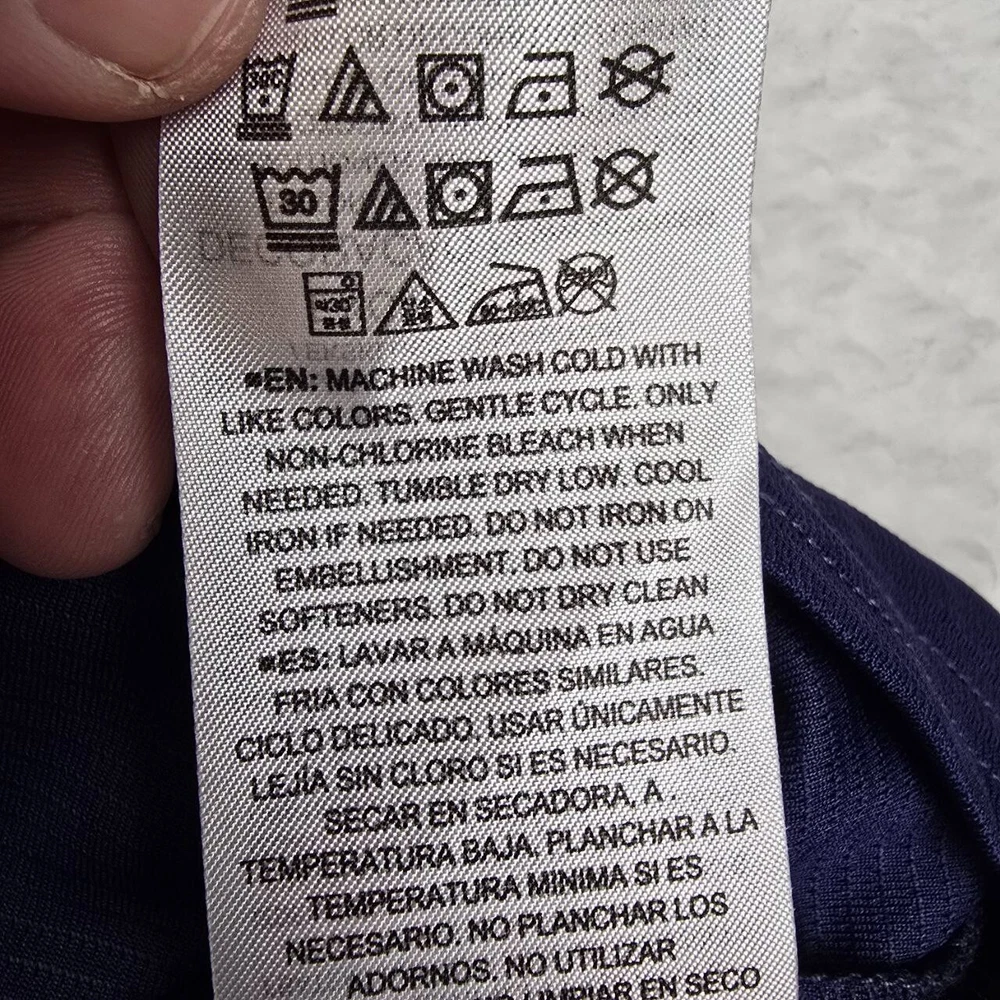 30
*EN: MACHINE WASH COLD WITH
LIKE COLORS. GENTLE CYCLE. ONLY
NON-CHLORINE BLEACH WHEN
NEEDED. TUMBLE DRY LOW. COOL
IRON IF NEEDED. DO NOT IRON ON
EMBELLISHMENT. DO NOT USE
SOFTENERS. DO NOT DRY CLEAN
*ES: LAVAR A MÁQUINA EN AGUA
FRIA CON COLORES SIMILARES.
CICLO DELICADO. USAR ÚNICAMENTE
LEJÍA SIN CLORO SI ES NECESARIO.
SECAR EN SECADORA, A
TEMPERATURA BAJA. PLANCHAR A LA
TEMPERATURA MINIMA SI ES
NECESARIO. NO PLANCHAR LOS
ADORNOS. NO UTILIZAR
LIMPIAR EN SECO